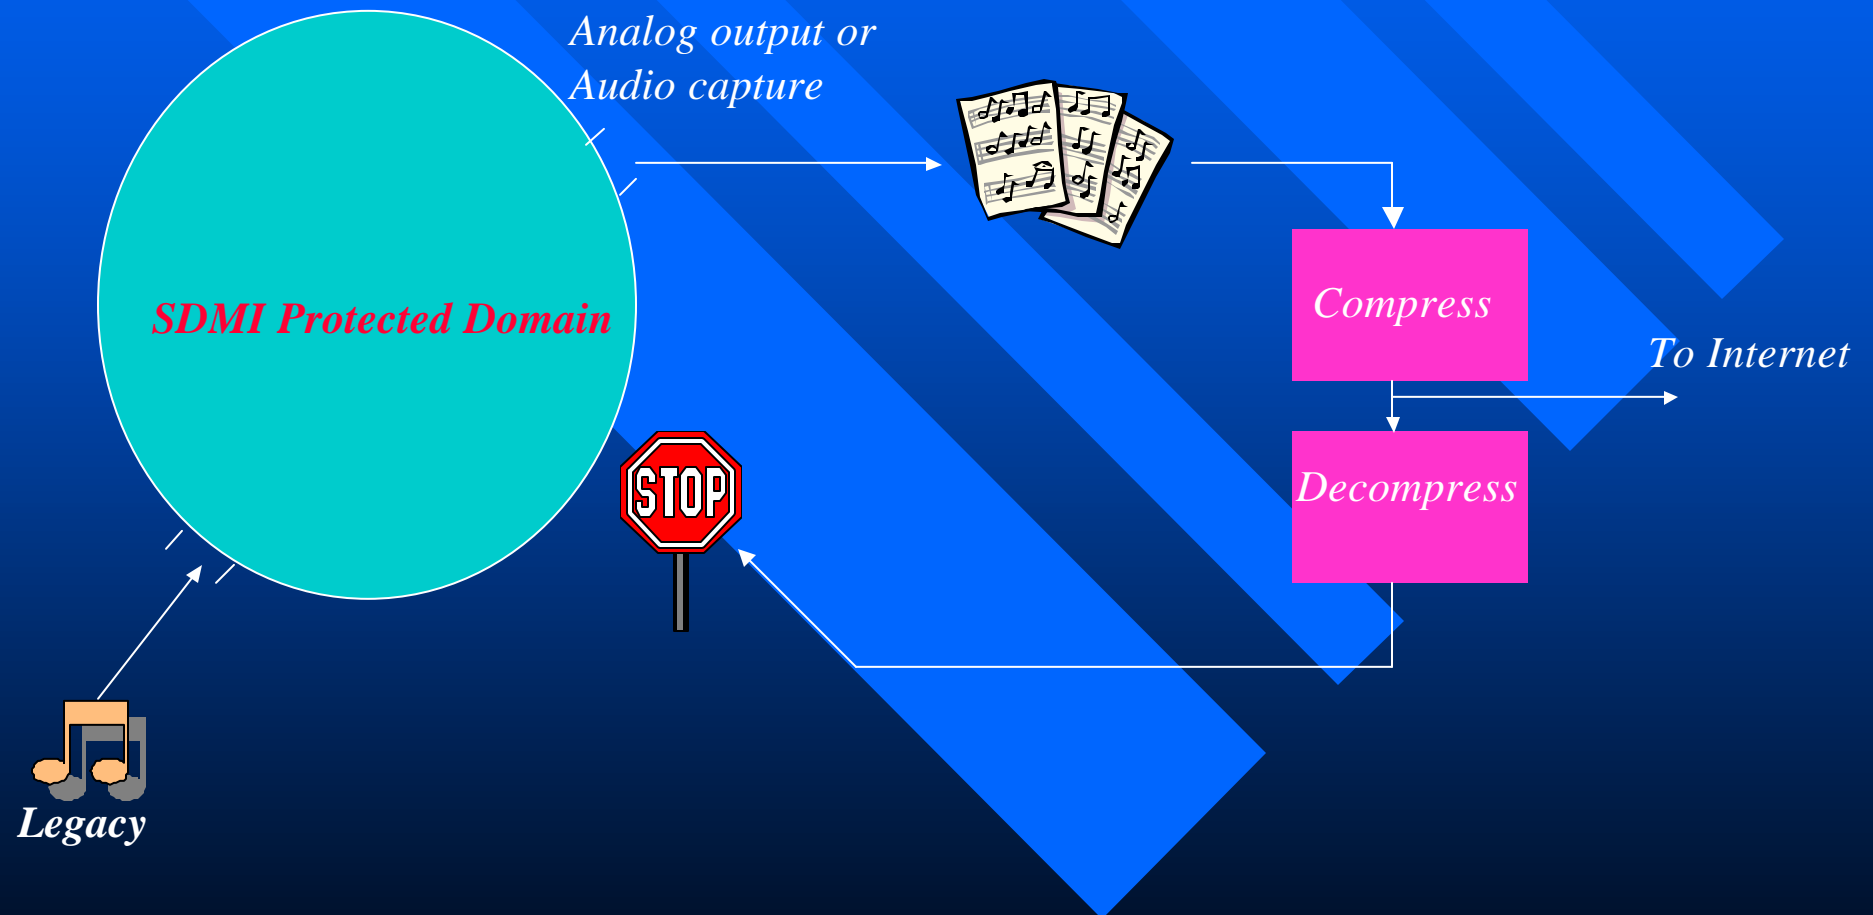 Analog output or
Audio capture
SDMI Protected Domain
Compress
To Internet
STOP
Decompress
Legacy